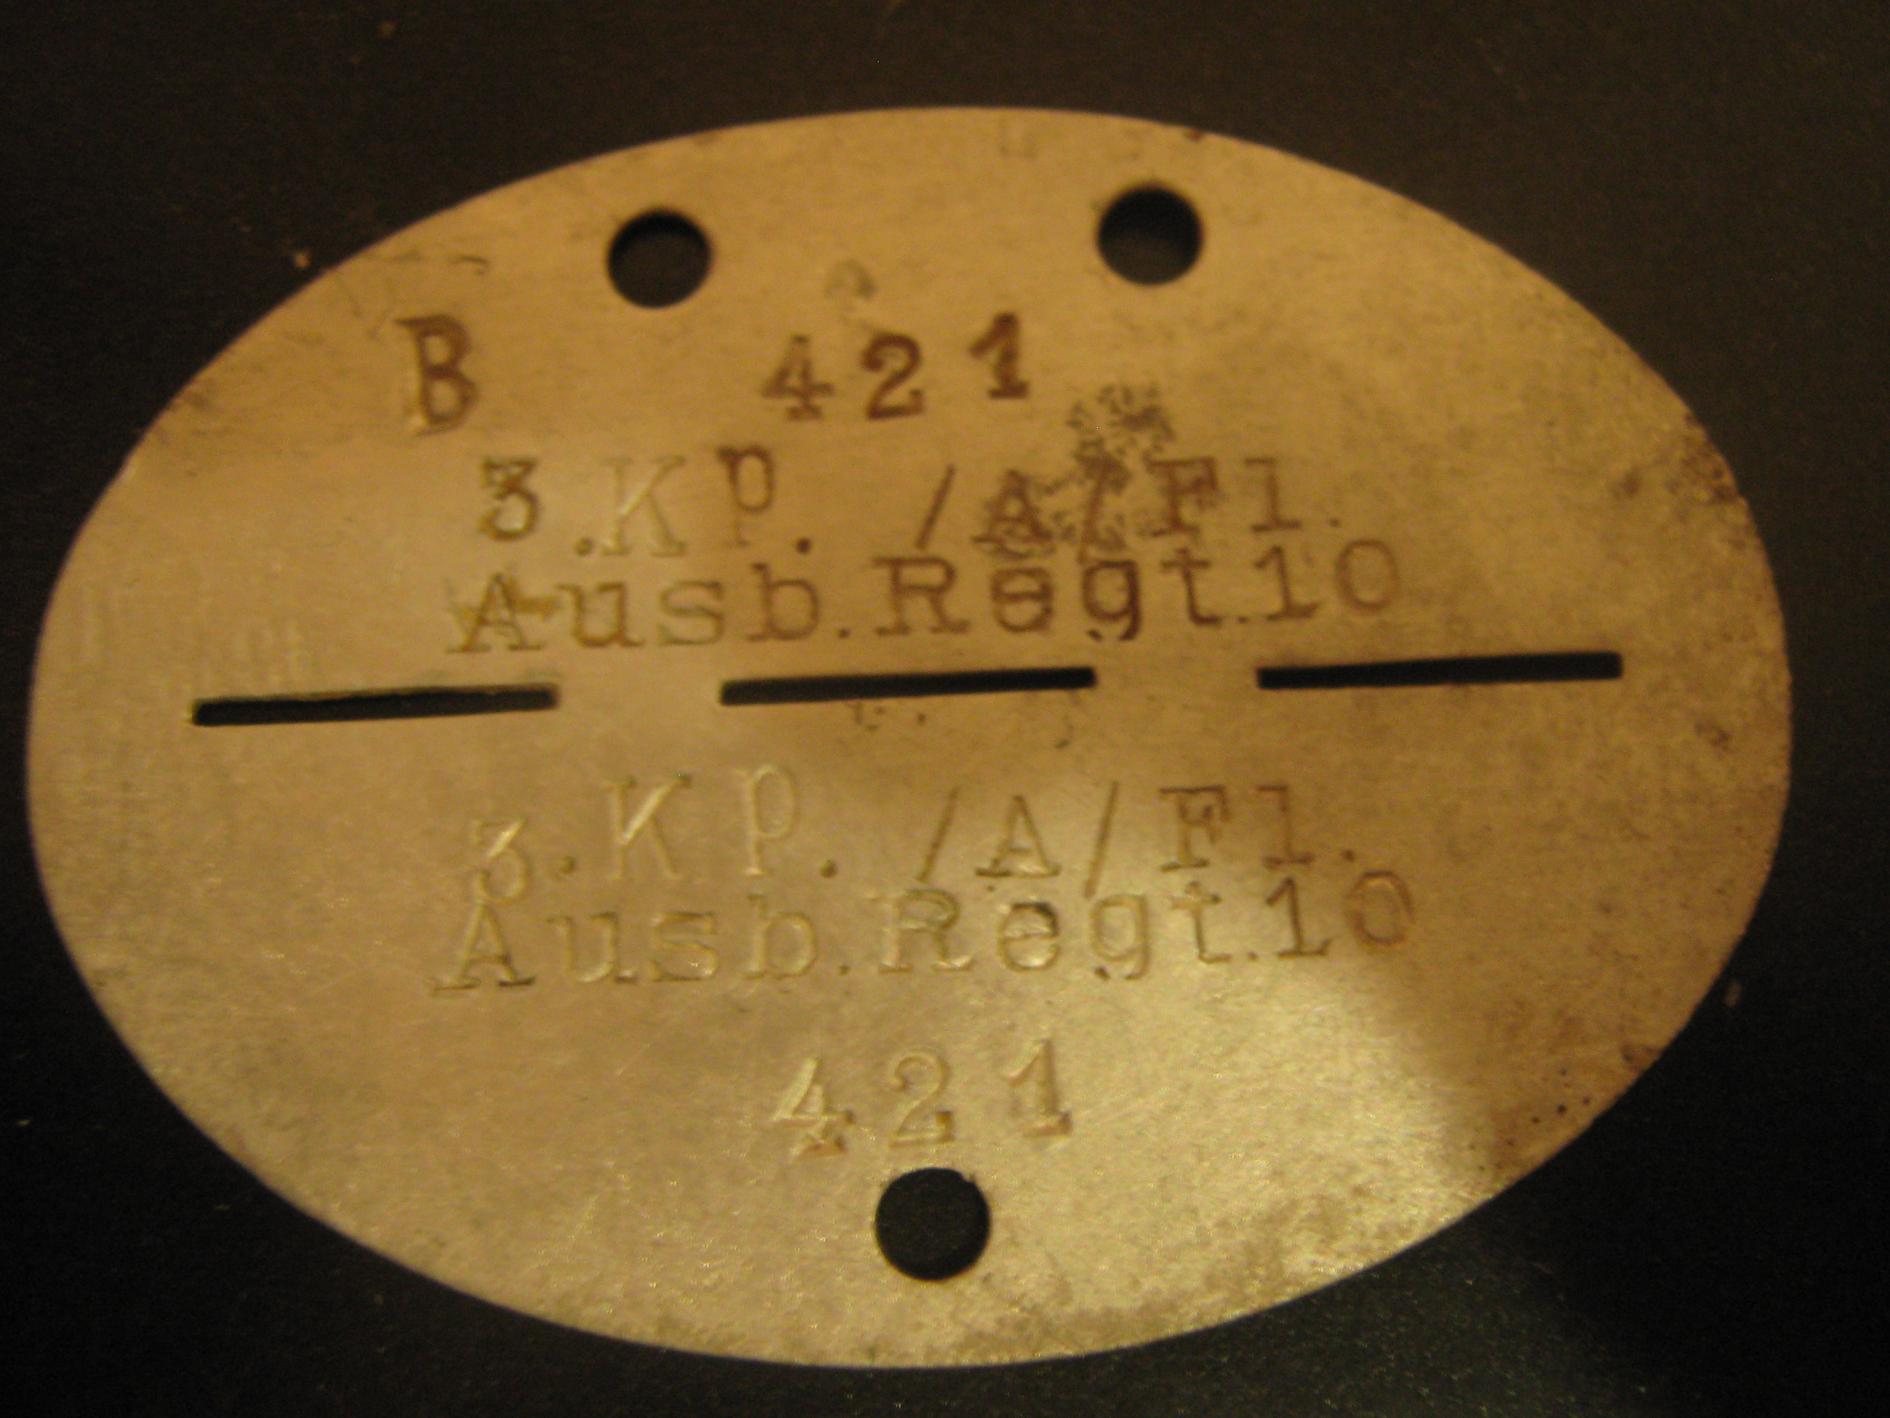 B 421
3.Kp. /A/Fl.
Ausb.Regt.10
3.Kp. /A/Fl.
Ausb.Regt.10
421